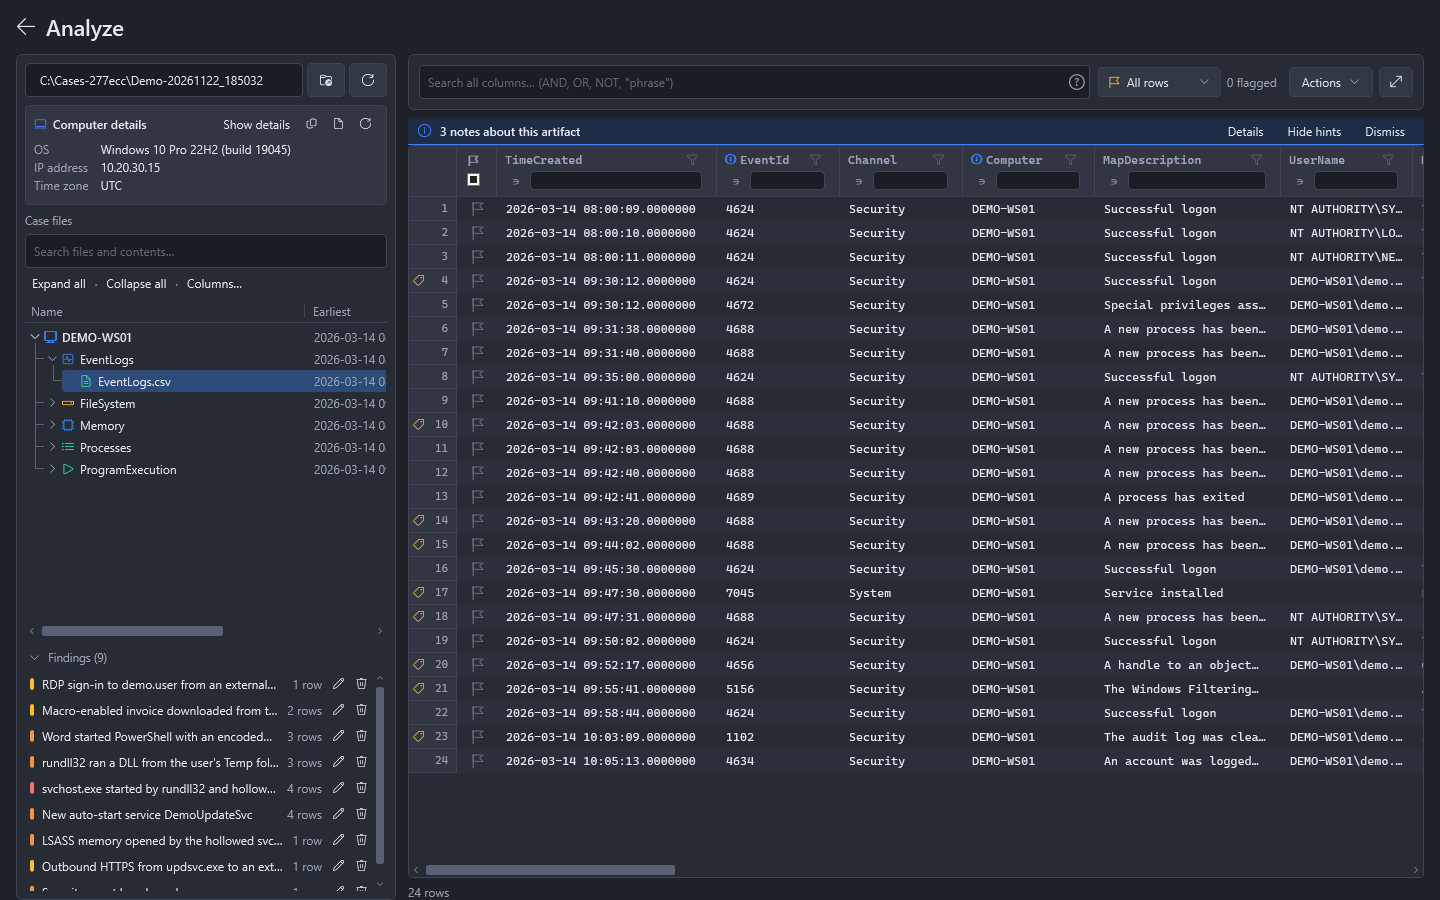 Analyze
C:\Cases-277ecc\Demo-20261122_185032
Computer details
Show details
OS Windows 10 Pro 22H2 (build 19045)
IP address 10.20.30.15
Time zone UTC
Case files
Search files and contents...
Expand all · Collapse all · Columns...
Name Earliest
DEMO-WS01 2026-03-14 0
EventLogs 2026-03-14 0
EventLogs.csv 2026-03-14 0
FileSystem 2026-03-14 0
Memory 2026-03-14 0
Processes 2026-03-14 0
ProgramExecution 2026-03-14 0
Findings (9)
RDP sign-in to demo.user from an external... 1 row
Macro-enabled invoice downloaded from t... 2 rows
Word started PowerShell with an encoded... 3 rows
rundll32 ran a DLL from the user's Temp fol... 3 rows
svchost.exe started by rundll32 and hollow... 4 rows
New auto-start service DemoUpdateSvc 4 rows
LSASS memory opened by the hollowed svc... 1 row
Outbound HTTPS from updsvc.exe to an ext... 1 row
Search all columns... (AND, OR, NOT, "phrase")
All rows
0 flagged
Actions
3 notes about this artifact
Details Hide hints Dismiss
TimeCreated EventId Channel Computer MapDescription UserName
1 2026-03-14 08:00:09.0000000 4624 Security DEMO-WS01 Successful logon NT AUTHORITY\SY…
2 2026-03-14 08:00:10.0000000 4624 Security DEMO-WS01 Successful logon NT AUTHORITY\LO…
3 2026-03-14 08:00:11.0000000 4624 Security DEMO-WS01 Successful logon NT AUTHORITY\NE…
4 2026-03-14 09:30:12.0000000 4624 Security DEMO-WS01 Successful logon DEMO-WS01\demo.…
5 2026-03-14 09:30:12.0000000 4672 Security DEMO-WS01 Special privileges ass… DEMO-WS01\demo.…
6 2026-03-14 09:31:38.0000000 4688 Security DEMO-WS01 A new process has been… DEMO-WS01\demo.…
7 2026-03-14 09:31:40.0000000 4688 Security DEMO-WS01 A new process has been… DEMO-WS01\demo.…
8 2026-03-14 09:35:00.0000000 4624 Security DEMO-WS01 Successful logon NT AUTHORITY\SY…
9 2026-03-14 09:41:10.0000000 4688 Security DEMO-WS01 A new process has been… DEMO-WS01\demo.…
10 2026-03-14 09:42:03.0000000 4688 Security DEMO-WS01 A new process has been… DEMO-WS01\demo.…
11 2026-03-14 09:42:03.0000000 4688 Security DEMO-WS01 A new process has been… DEMO-WS01\demo.…
12 2026-03-14 09:42:40.0000000 4688 Security DEMO-WS01 A new process has been… DEMO-WS01\demo.…
13 2026-03-14 09:42:41.0000000 4689 Security DEMO-WS01 A process has exited DEMO-WS01\demo.…
14 2026-03-14 09:43:20.0000000 4688 Security DEMO-WS01 A new process has been… DEMO-WS01\demo.…
15 2026-03-14 09:44:02.0000000 4688 Security DEMO-WS01 A new process has been… DEMO-WS01\demo.…
16 2026-03-14 09:45:30.0000000 4624 Security DEMO-WS01 Successful logon DEMO-WS01\demo.…
17 2026-03-14 09:47:30.0000000 7045 System DEMO-WS01 Service installed
18 2026-03-14 09:47:31.0000000 4688 Security DEMO-WS01 A new process has been… NT AUTHORITY\SY…
19 2026-03-14 09:50:02.0000000 4624 Security DEMO-WS01 Successful logon NT AUTHORITY\SY…
20 2026-03-14 09:52:17.0000000 4656 Security DEMO-WS01 A handle to an object… DEMO-WS01\demo.…
21 2026-03-14 09:55:41.0000000 5156 Security DEMO-WS01 The Windows Filtering…
22 2026-03-14 09:58:44.0000000 4624 Security DEMO-WS01 Successful logon DEMO-WS01\demo.…
23 2026-03-14 10:03:09.0000000 1102 Security DEMO-WS01 The audit log was clea… DEMO-WS01\demo.…
24 2026-03-14 10:05:13.0000000 4634 Security DEMO-WS01 An account was logged… DEMO-WS01\demo.…
24 rows